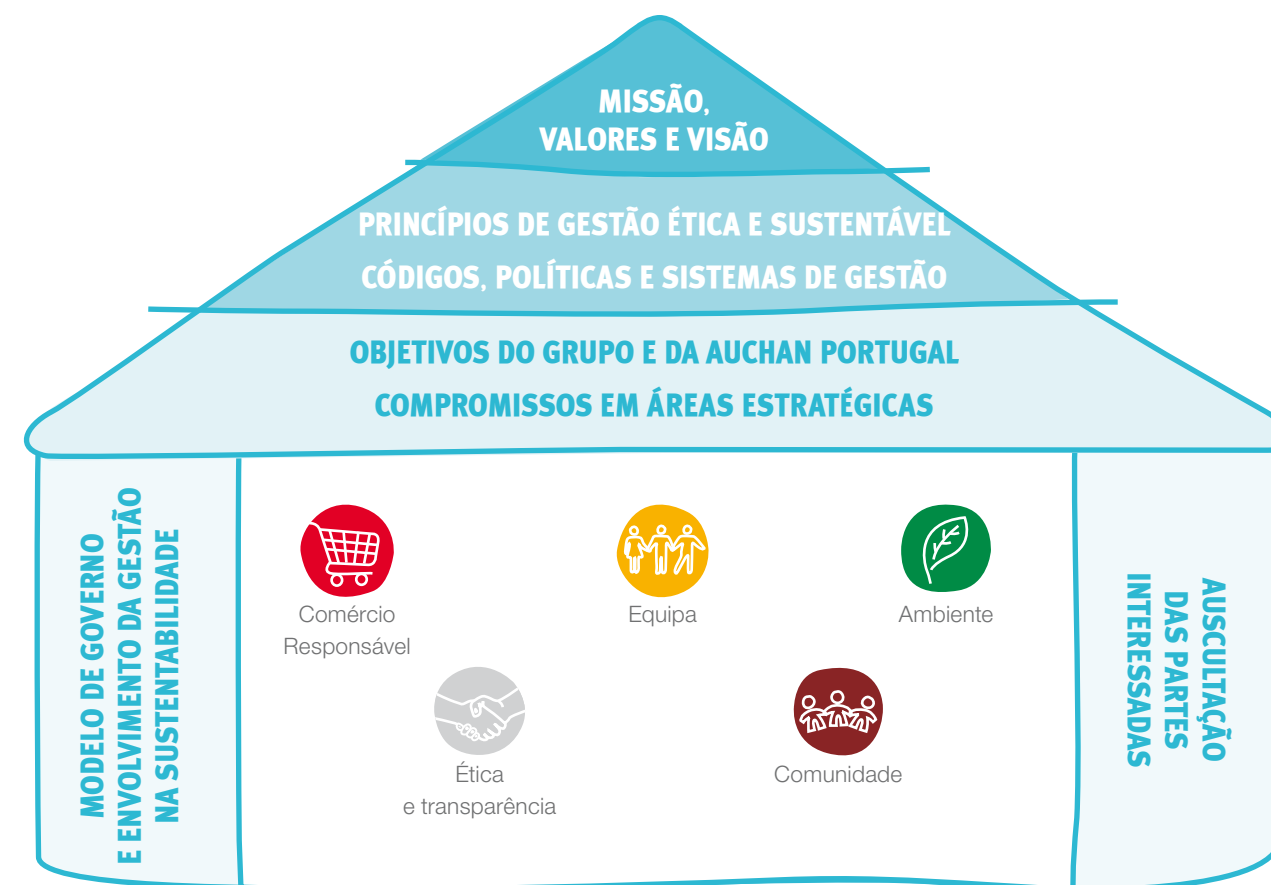 MISSÃO,
VALORES E VISÃO
PRINCÍPIOS DE GESTÃO ÉTICA E SUSTENTÁVEL
CÓDIGOS, POLÍTICAS E SISTEMAS DE GESTÃO
OBJETIVOS DO GRUPO E DA AUCHAN PORTUGAL
COMPROMISSOS EM ÁREAS ESTRATÉGICAS
MODELO DE GOVERNO
E ENVOLVIMENTO DA GESTÃO
NA SUSTENTABILIDADE
Comércio
Responsável
Equipa
Ambiente
Ética
e transparência
Comunidade
AUSCULTAÇÃO
DAS PARTES
INTERESSADAS